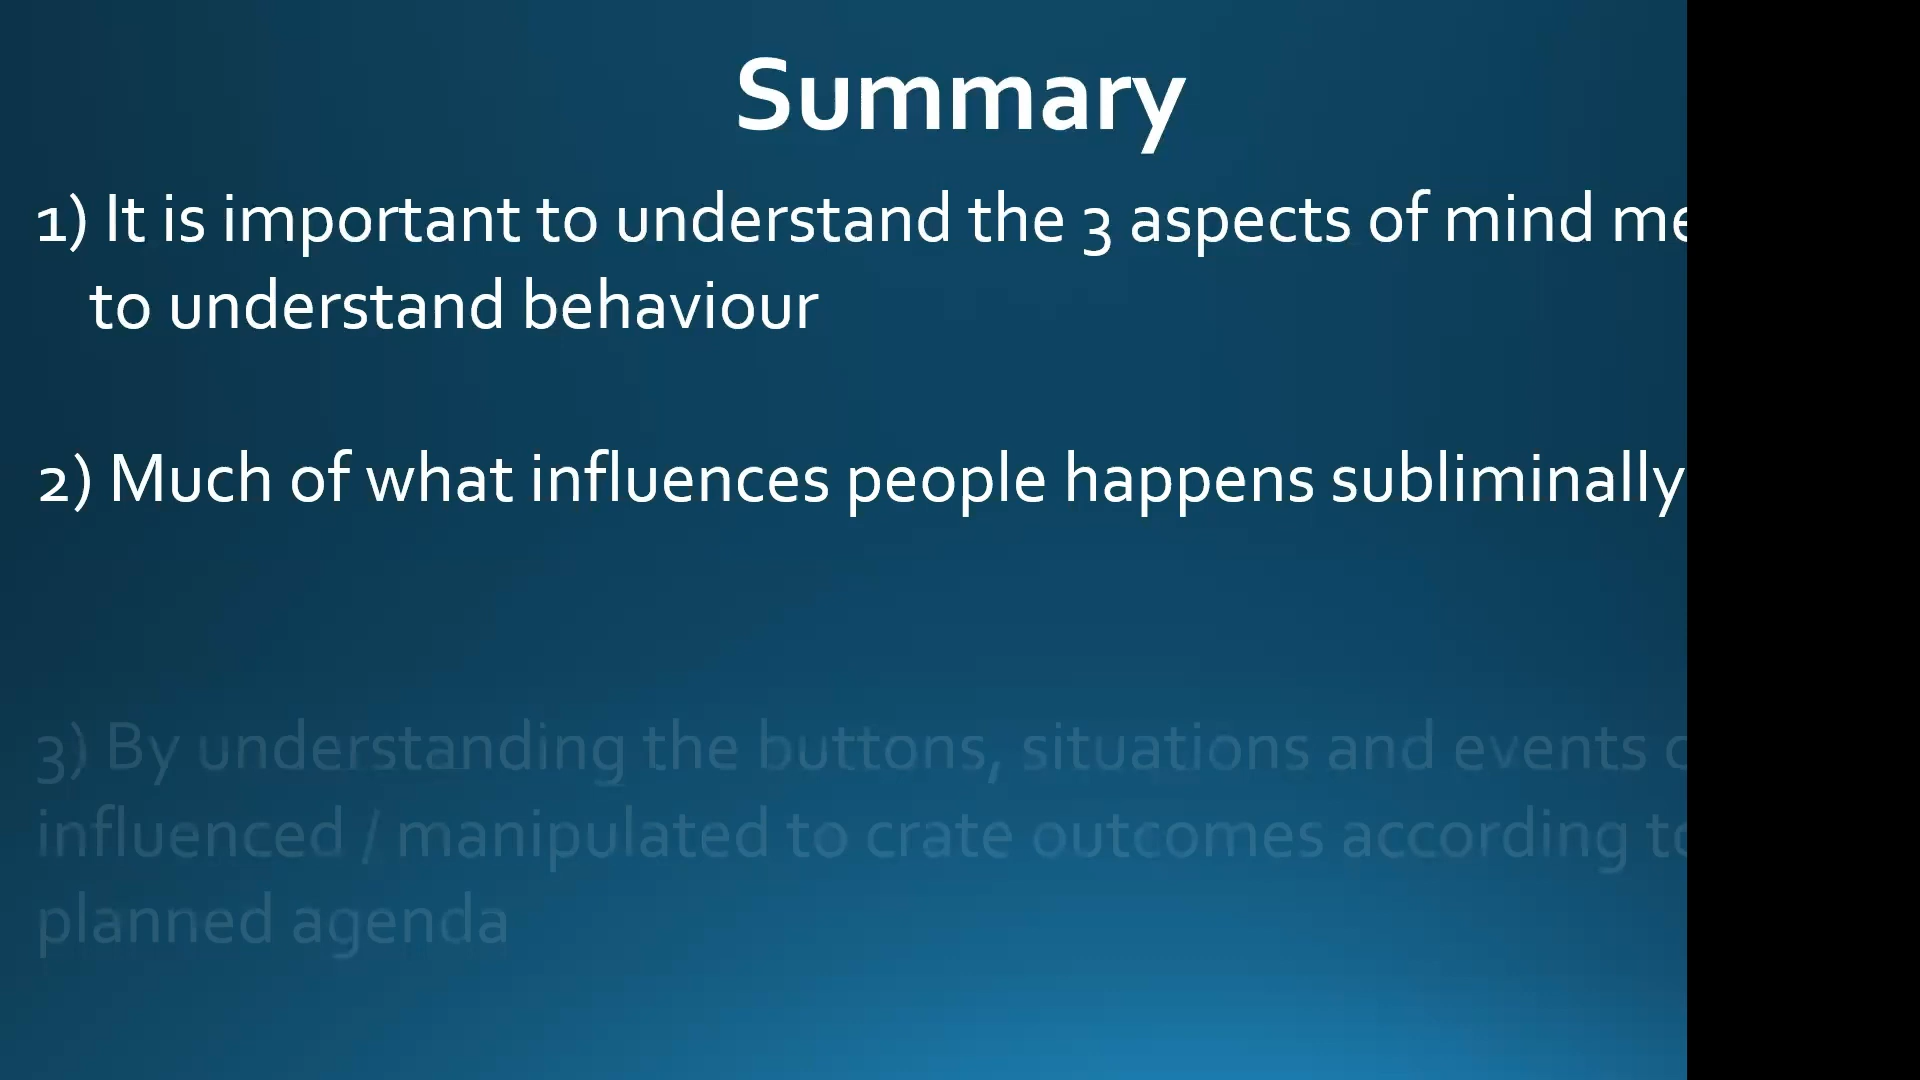 Summary
1) It is important to understand the 3 aspects of mind
to understand behaviour
2) Much of what influences people happens subliminally
3) By understanding the buttons, situations and events
influenced / manipulated to crate outcomes according
planned agenda